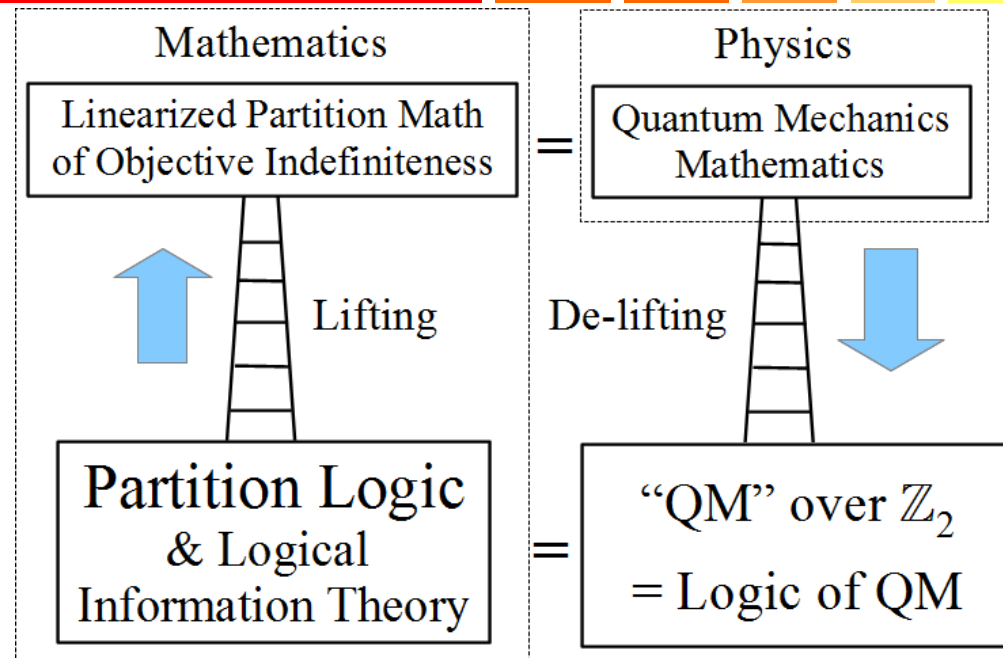 Mathematics
Physics
Linearized Partition Math
of Objective Indefiniteness
=
Quantum Mechanics
Mathematics
Lifting
De-lifting
Partition Logic
& Logical
Information Theory
=
“QM” over ℤ₂
= Logic of QM